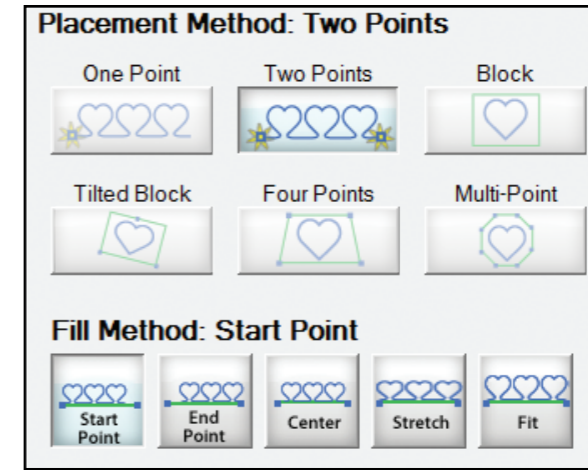 Placement Method: Two Points
One Point Two Points Block
Tilted Block Four Points Multi-Point
Fill Method: Start Point
Start Point End Point Center Stretch Fit